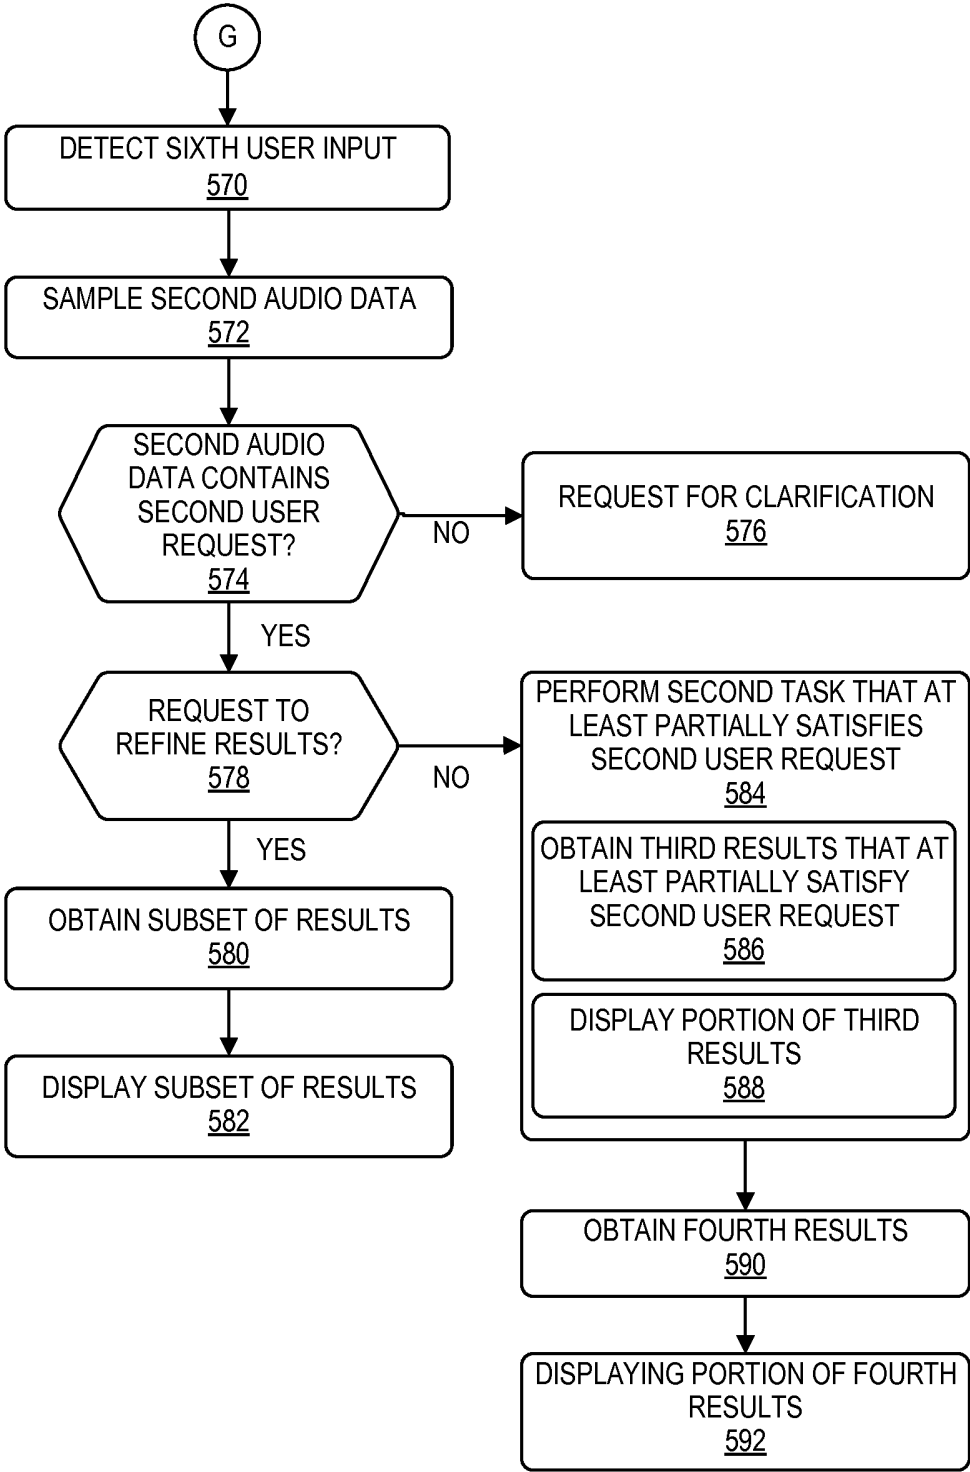 G
DETECT SIXTH USER INPUT
570
SAMPLE SECOND AUDIO DATA
572
SECOND AUDIO
DATA CONTAINS
SECOND USER
REQUEST?
574
NO
REQUEST FOR CLARIFICATION
576
YES
REQUEST TO
REFINE RESULTS?
578
NO
YES
OBTAIN SUBSET OF RESULTS
580
DISPLAY SUBSET OF RESULTS
582
PERFORM SECOND TASK THAT AT
LEAST PARTIALLY SATISFIES
SECOND USER REQUEST
584
OBTAIN THIRD RESULTS THAT AT
LEAST PARTIALLY SATISFY
SECOND USER REQUEST
586
DISPLAY PORTION OF THIRD
RESULTS
588
OBTAIN FOURTH RESULTS
590
DISPLAYING PORTION OF FOURTH
RESULTS
592